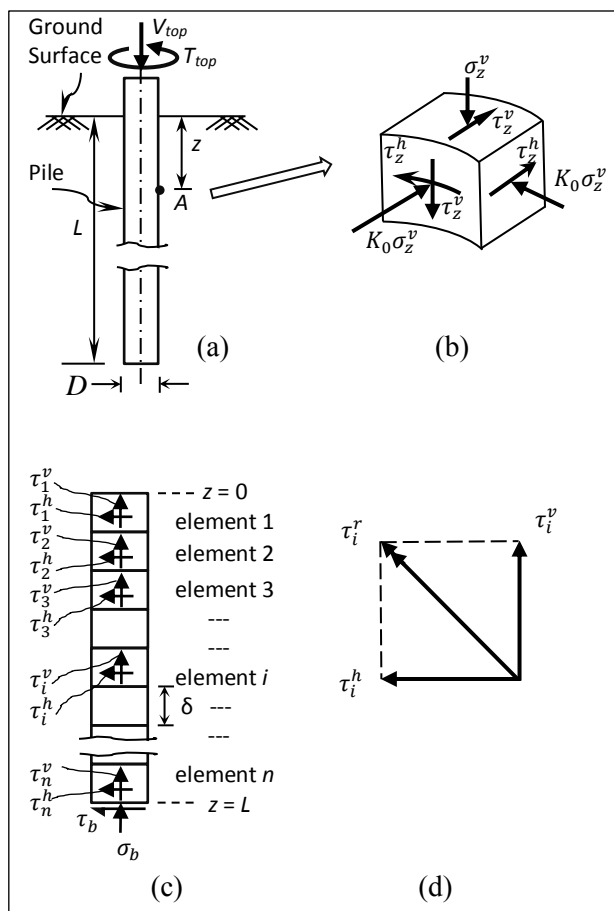 Ground
Surface
V_top
T_top
z
Pile
A
L
D
(a)
σ_z^v
τ_z^v
τ_z^h
τ_z^h
τ_z^v
K_0σ_z^v
K_0σ_z^v
(b)
τ_1^v
z = 0
τ_1^h
element 1
τ_2^v
τ_2^h
element 2
τ_3^v
τ_3^h
element 3
---
τ_i^v
---
τ_i^h
element i
δ
---
---
τ_n^v
τ_n^h
element n
z = L
τ_b
σ_b
(c)
τ_i^r
τ_i^v
τ_i^h
(d)